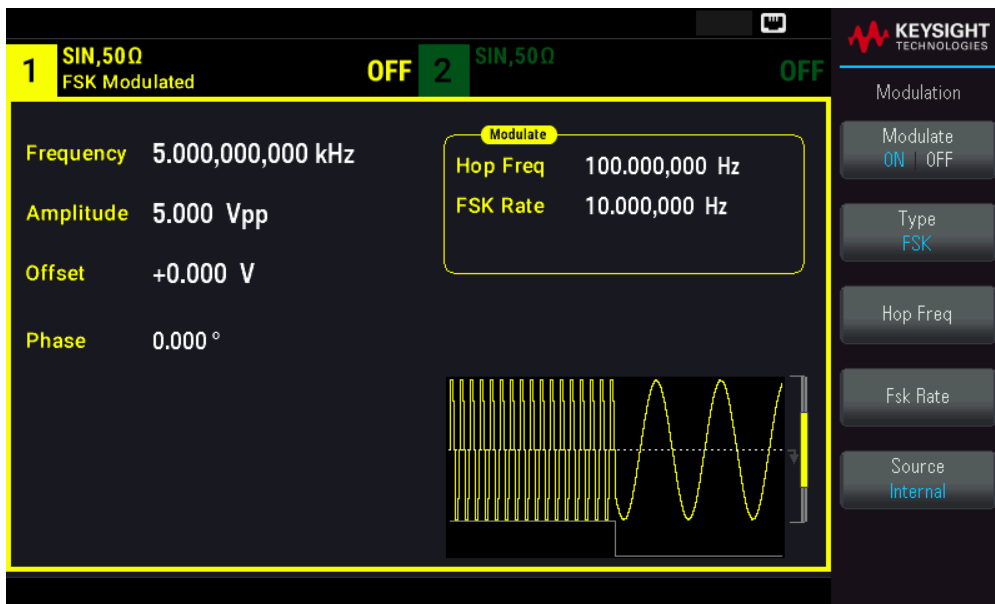 KEYSIGHT
TECHNOLOGIES
1 SIN,50Ω
FSK Modulated
OFF
2 SIN,50Ω
OFF
Modulation
Frequency 5.000,000,000 kHz
Amplitude 5.000 Vpp
Offset +0.000 V
Phase 0.000 °
Modulate
Hop Freq 100.000,000 Hz
FSK Rate 10.000,000 Hz
Modulate
ON | OFF
Type
FSK
Hop Freq
Fsk Rate
Source
Internal